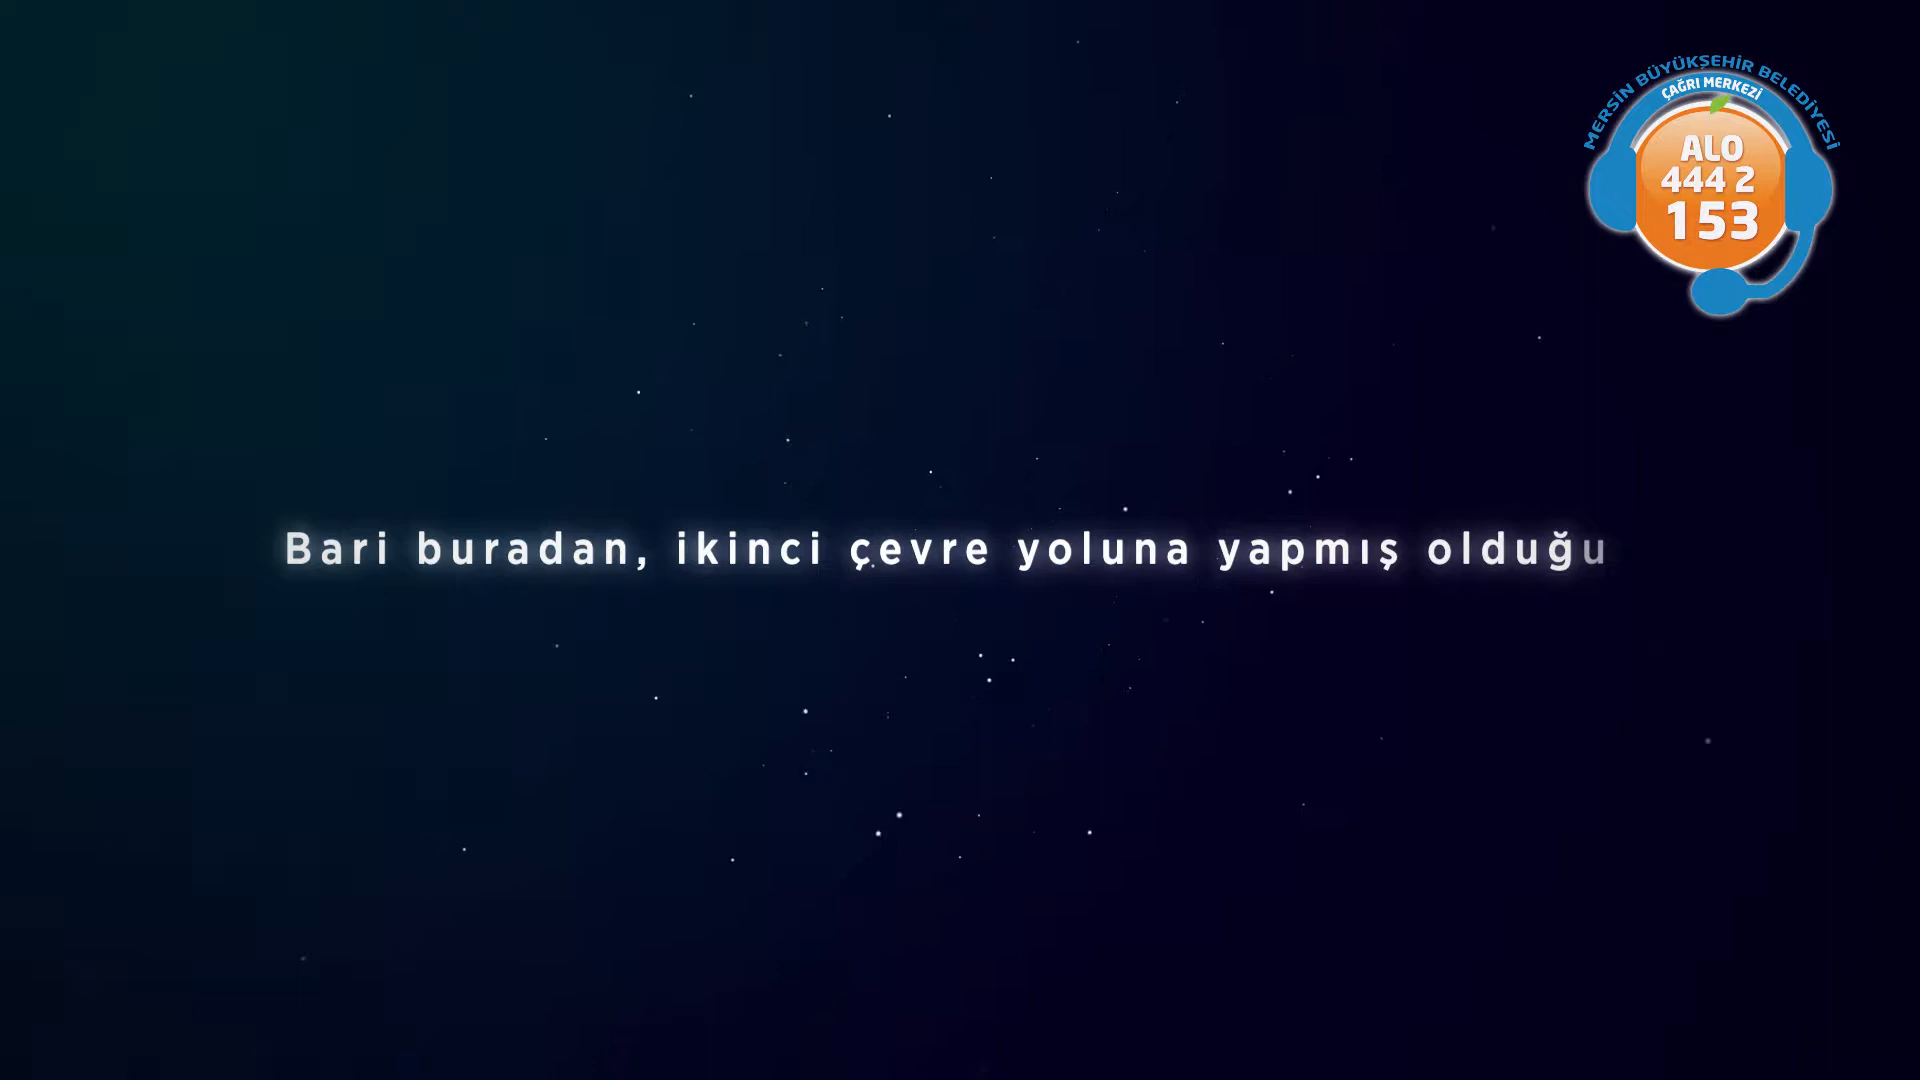 MERSİN BÜYÜKŞEHİR BELEDİYESİ
ÇAĞRI MERKEZİ
ALO
444 2
153
Bari buradan, ikinci çevre yoluna yapmış olduğu